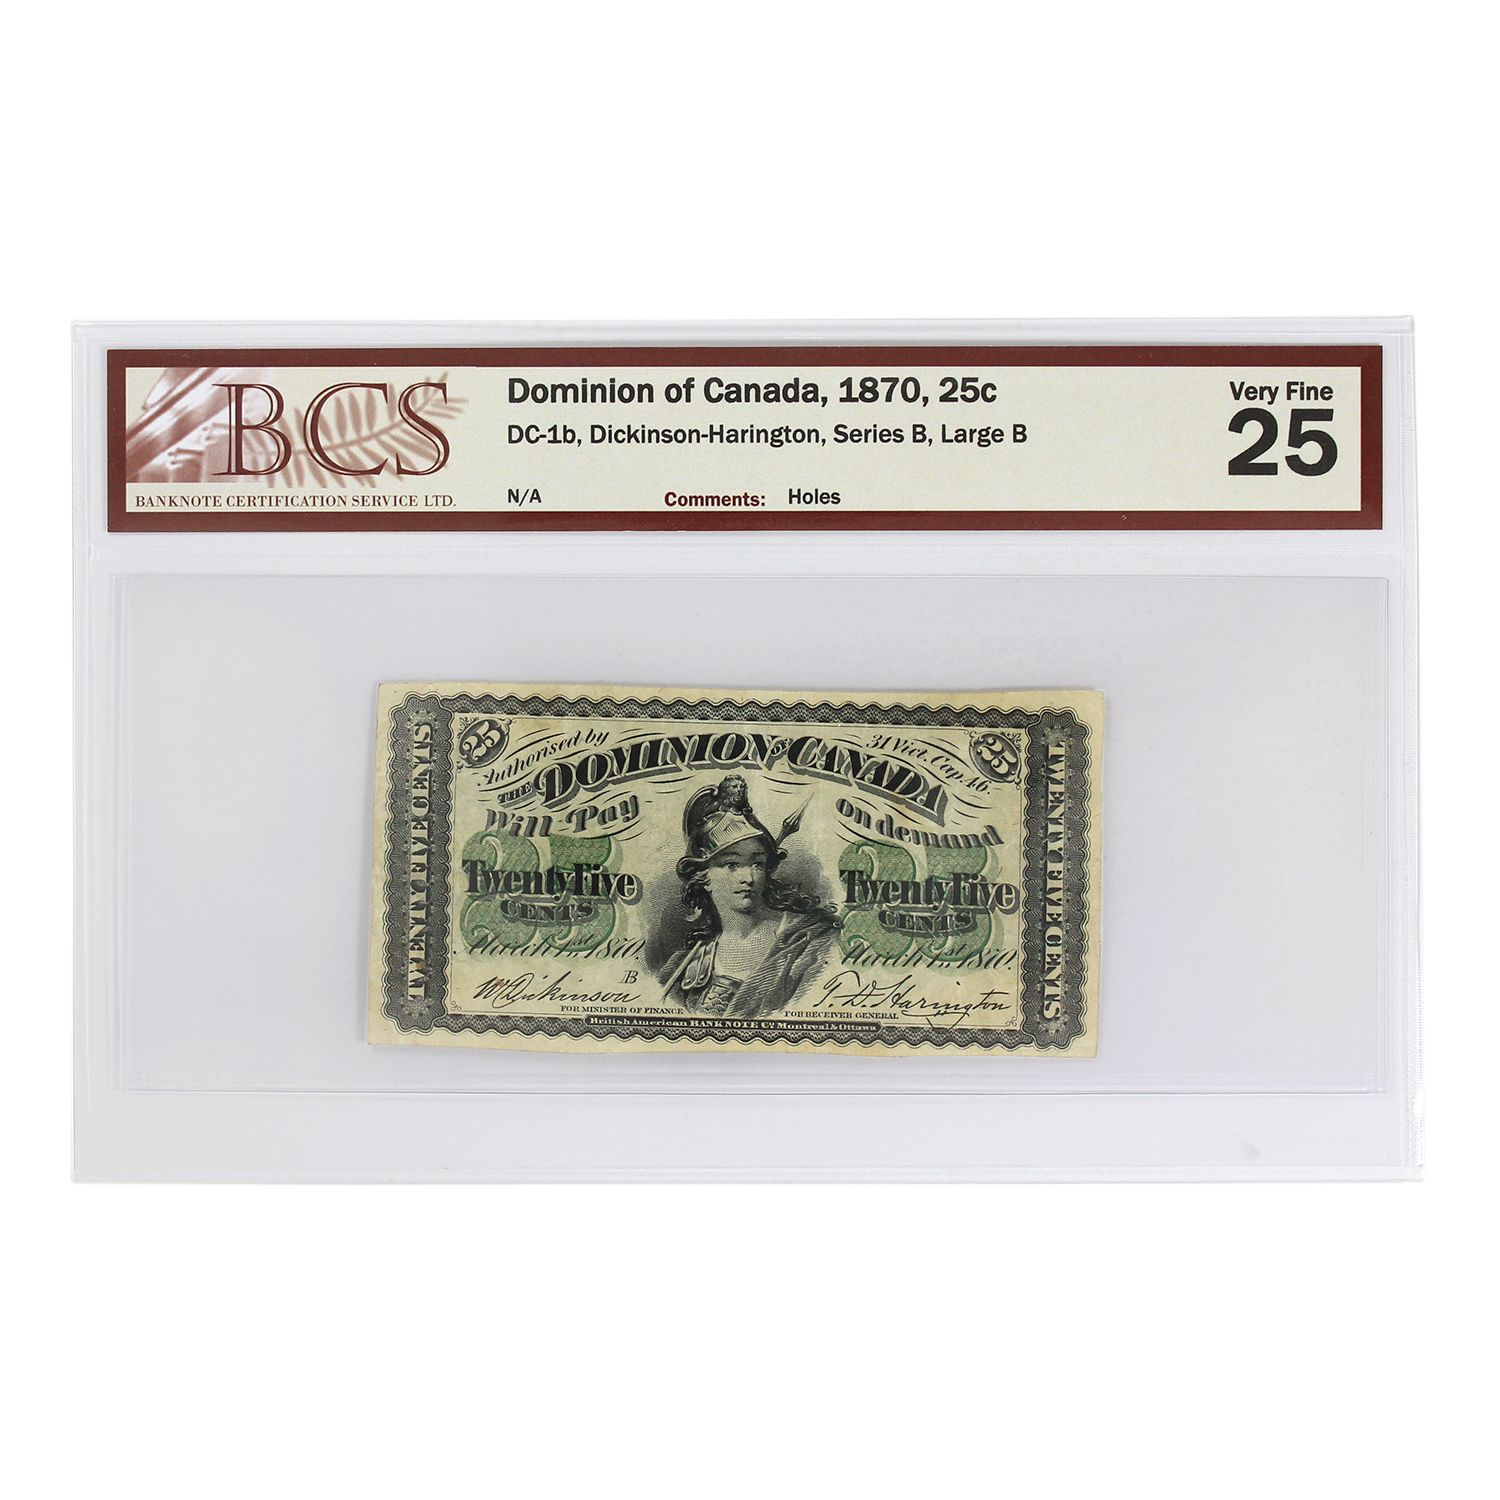 BCS
BANKNOTE CERTIFICATION SERVICE LTD.
Dominion of Canada, 1870, 25c
DC-1b, Dickinson-Harington, Series B, Large B
N/A
Comments: Holes
Very Fine
25
TWENTY FIVE CENTS
25
Authorised by
31 Vict. Cap. 46.
25
THE DOMINION OF CANADA
Will Pay
on demand
25
25
Twenty Five
CENTS
Twenty Five
CENTS
March 1st 1870.
March 1st 1870.
B
W Dickinson
T. D. Harington
FOR MINISTER OF FINANCE
FOR RECEIVER GENERAL
British American BANK NOTE Co. Montreal & Ottawa
TWENTY FIVE CENTS